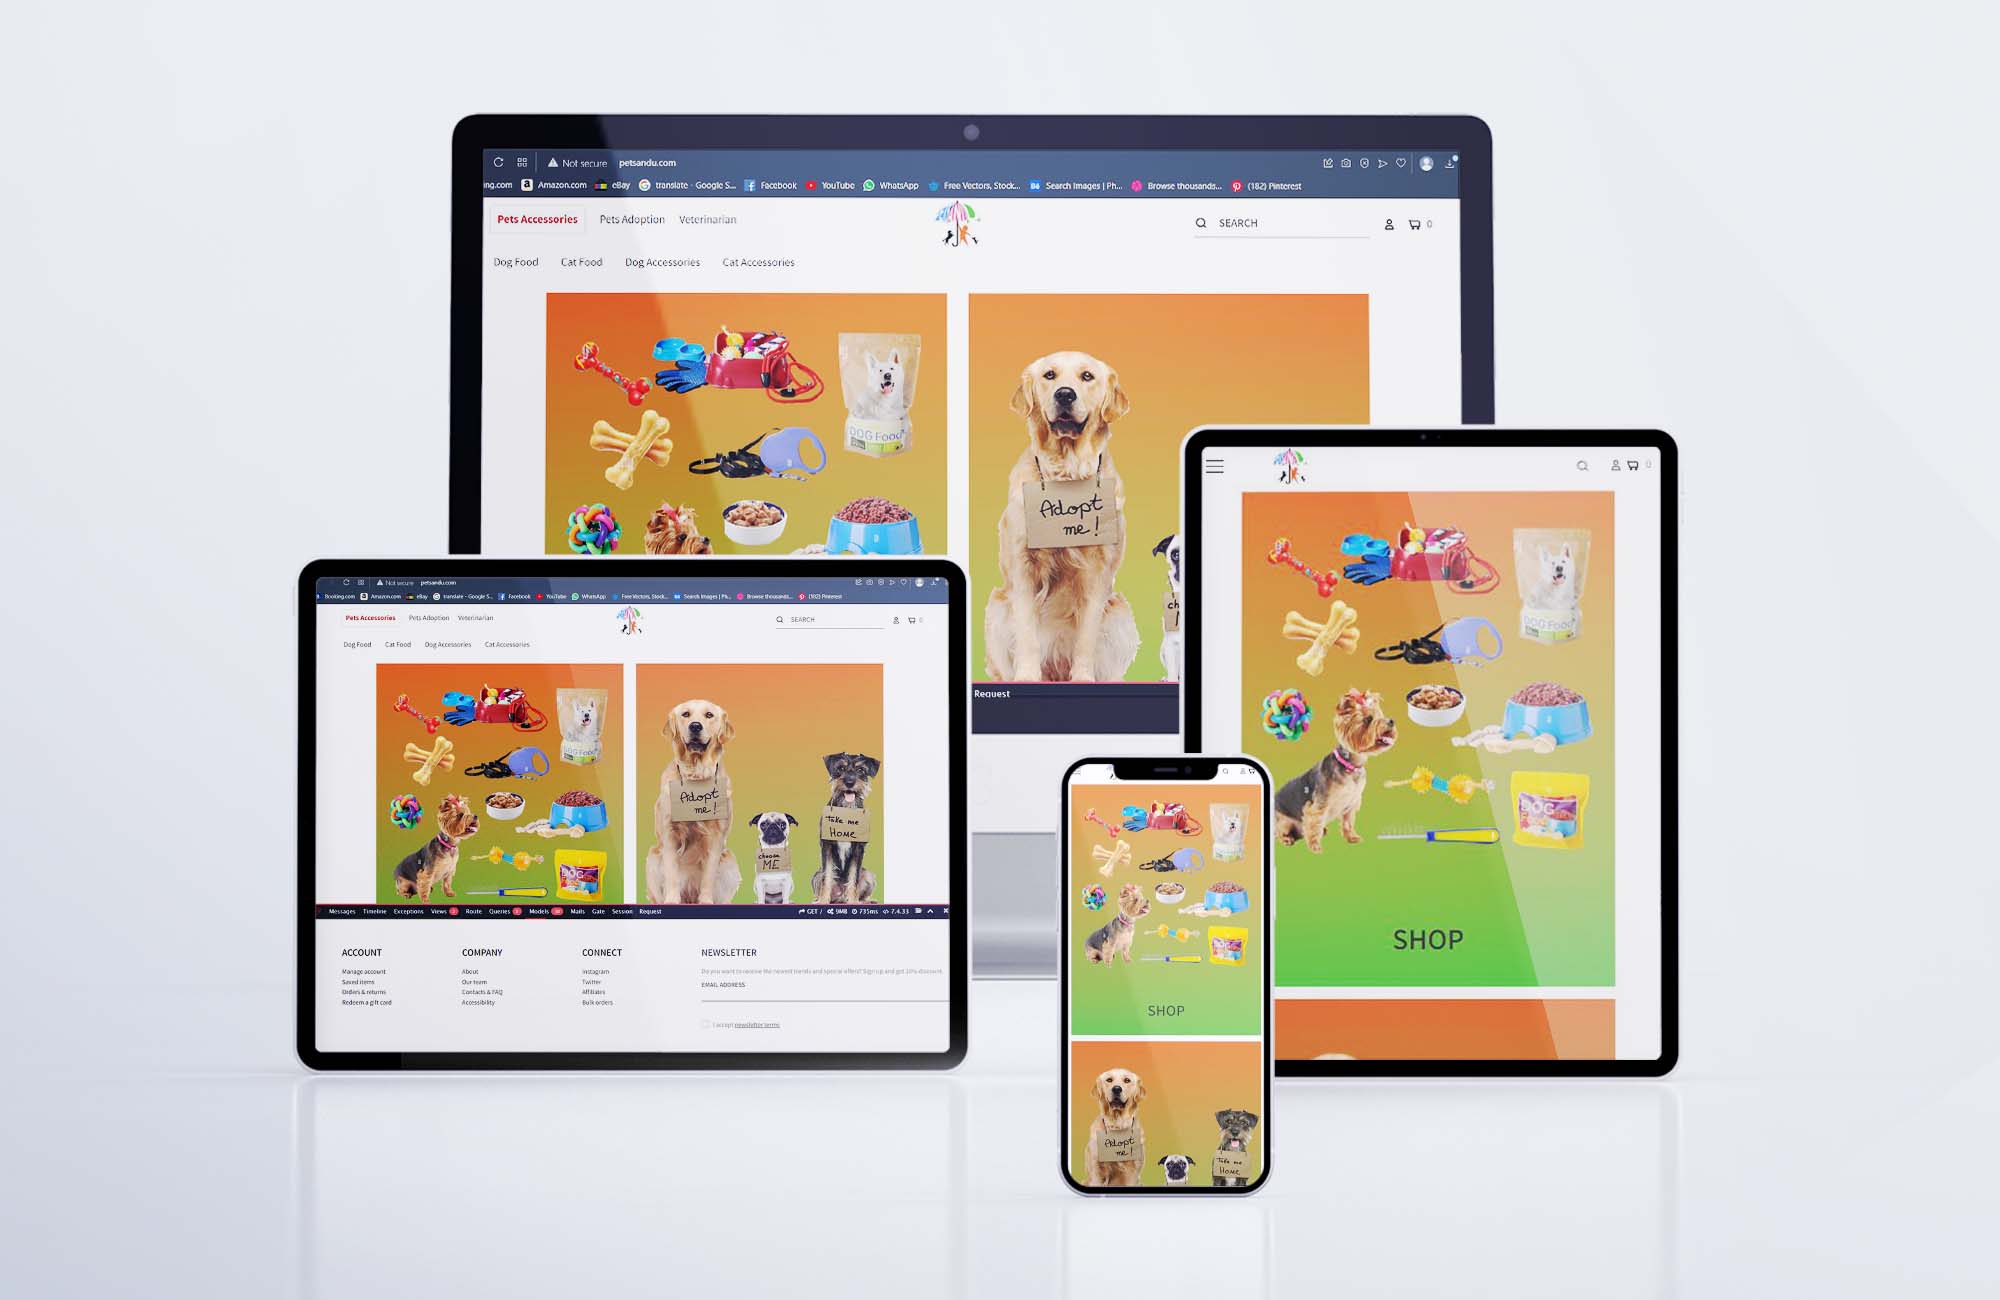 Not secure petsandu.com
ng.com Amazon.com eBay translate - Google S... Facebook YouTube WhatsApp Free Vectors, Stock... Search Images | Ph... Browse thousands... (182) Pinterest
Pets Accessories Pets Adoption Veterinarian SEARCH 0
Dog Food Cat Food Dog Accessories Cat Accessories
DOG Food
Adopt
me!
ch
Request
Not secure petsandu.com
Booking.com Amazon.com eBay translate - Google S... Facebook YouTube WhatsApp Free Vectors, Stock... Search Images | Ph... Browse thousands... (182) Pinterest
Pets Accessories Pets Adoption Veterinarian SEARCH 0
Dog Food Cat Food Dog Accessories Cat Accessories
DOG Food
Adopt
me!
choose
ME
take me
HOME
DOG
Messages Timeline Exceptions Views Route Queries Models Mails Gate Session Request GET / 9MB 735ms 7.4.33
ACCOUNT
Manage account
Saved items
Orders & returns
Redeem a gift card
COMPANY
About
Our team
Contacts & FAQ
Accessibility
CONNECT
Instagram
Twitter
Affiliates
Bulk orders
NEWSLETTER
Do you want to receive the newest trends and special offers? Sign up and get 10% discount.
EMAIL ADDRESS
I accept newsletter terms
0
DOG Food
DOG
SHOP
SHOP
Adopt
me!
take me
HOME